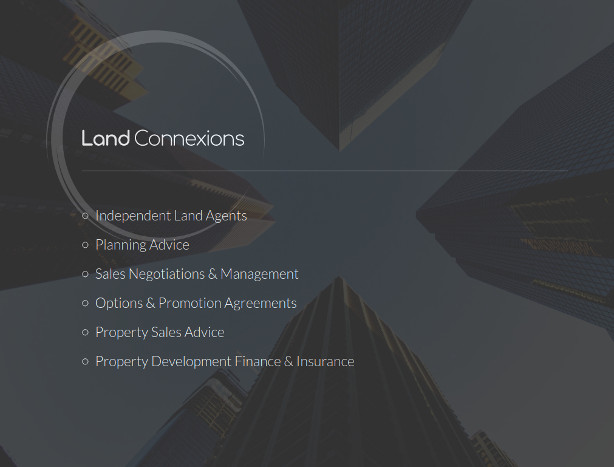 Land Connexions
Independent Land Agents
Planning Advice
Sales Negotiations & Management
Options & Promotion Agreements
Property Sales Advice
Property Development Finance & Insurance